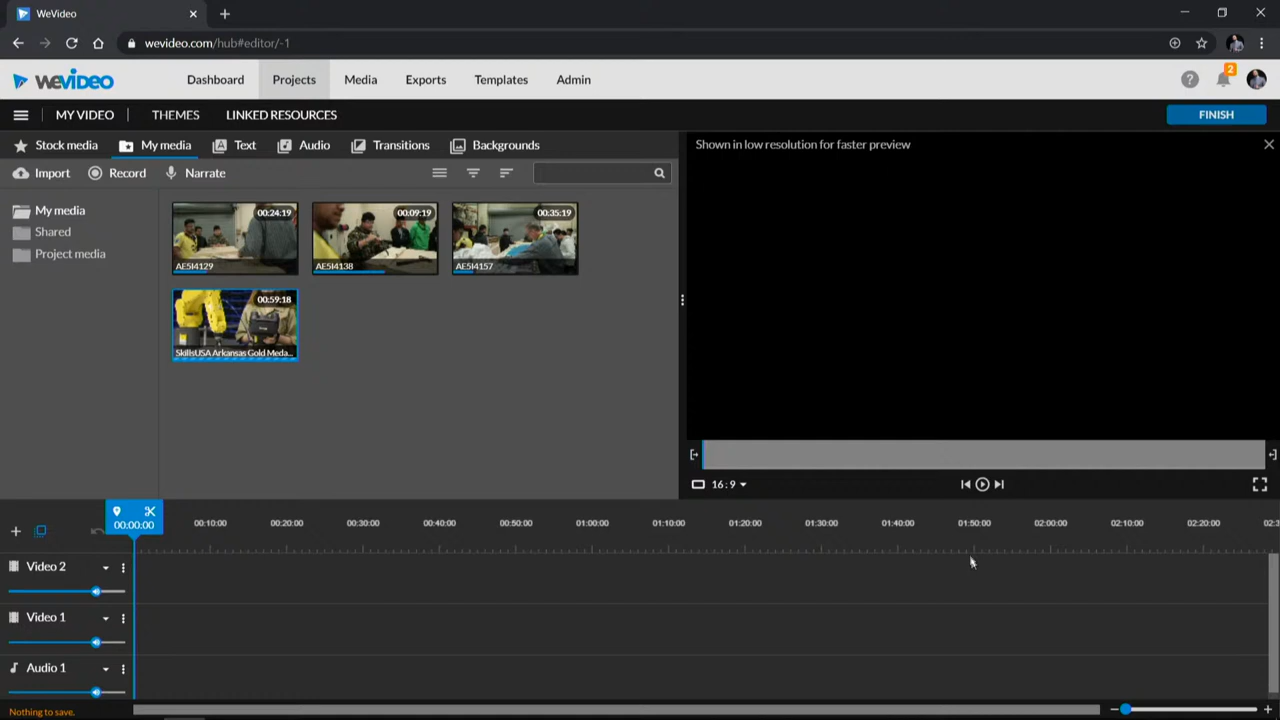 WeVideo
wevideo.com/hub#editor/-1
WEVIDEO
Dashboard
Projects
Media
Exports
Templates
Admin
2
MY VIDEO
THEMES
LINKED RESOURCES
FINISH
Stock media
My media
Text
Audio
Transitions
Backgrounds
Shown in low resolution for faster preview
Import
Record
Narrate
My media
Shared
Project media
00:24:19
AE5I4129
00:09:19
AE5I4138
00:35:19
AE5I4157
00:59:18
SkillsUSA Arkansas Gold Meda...
16:9
00:00:00
00:10:00
00:20:00
00:30:00
00:40:00
00:50:00
01:00:00
01:10:00
01:20:00
01:30:00
01:40:00
01:50:00
02:00:00
02:10:00
02:20:00
02:3
Video 2
Video 1
Audio 1
Nothing to save.